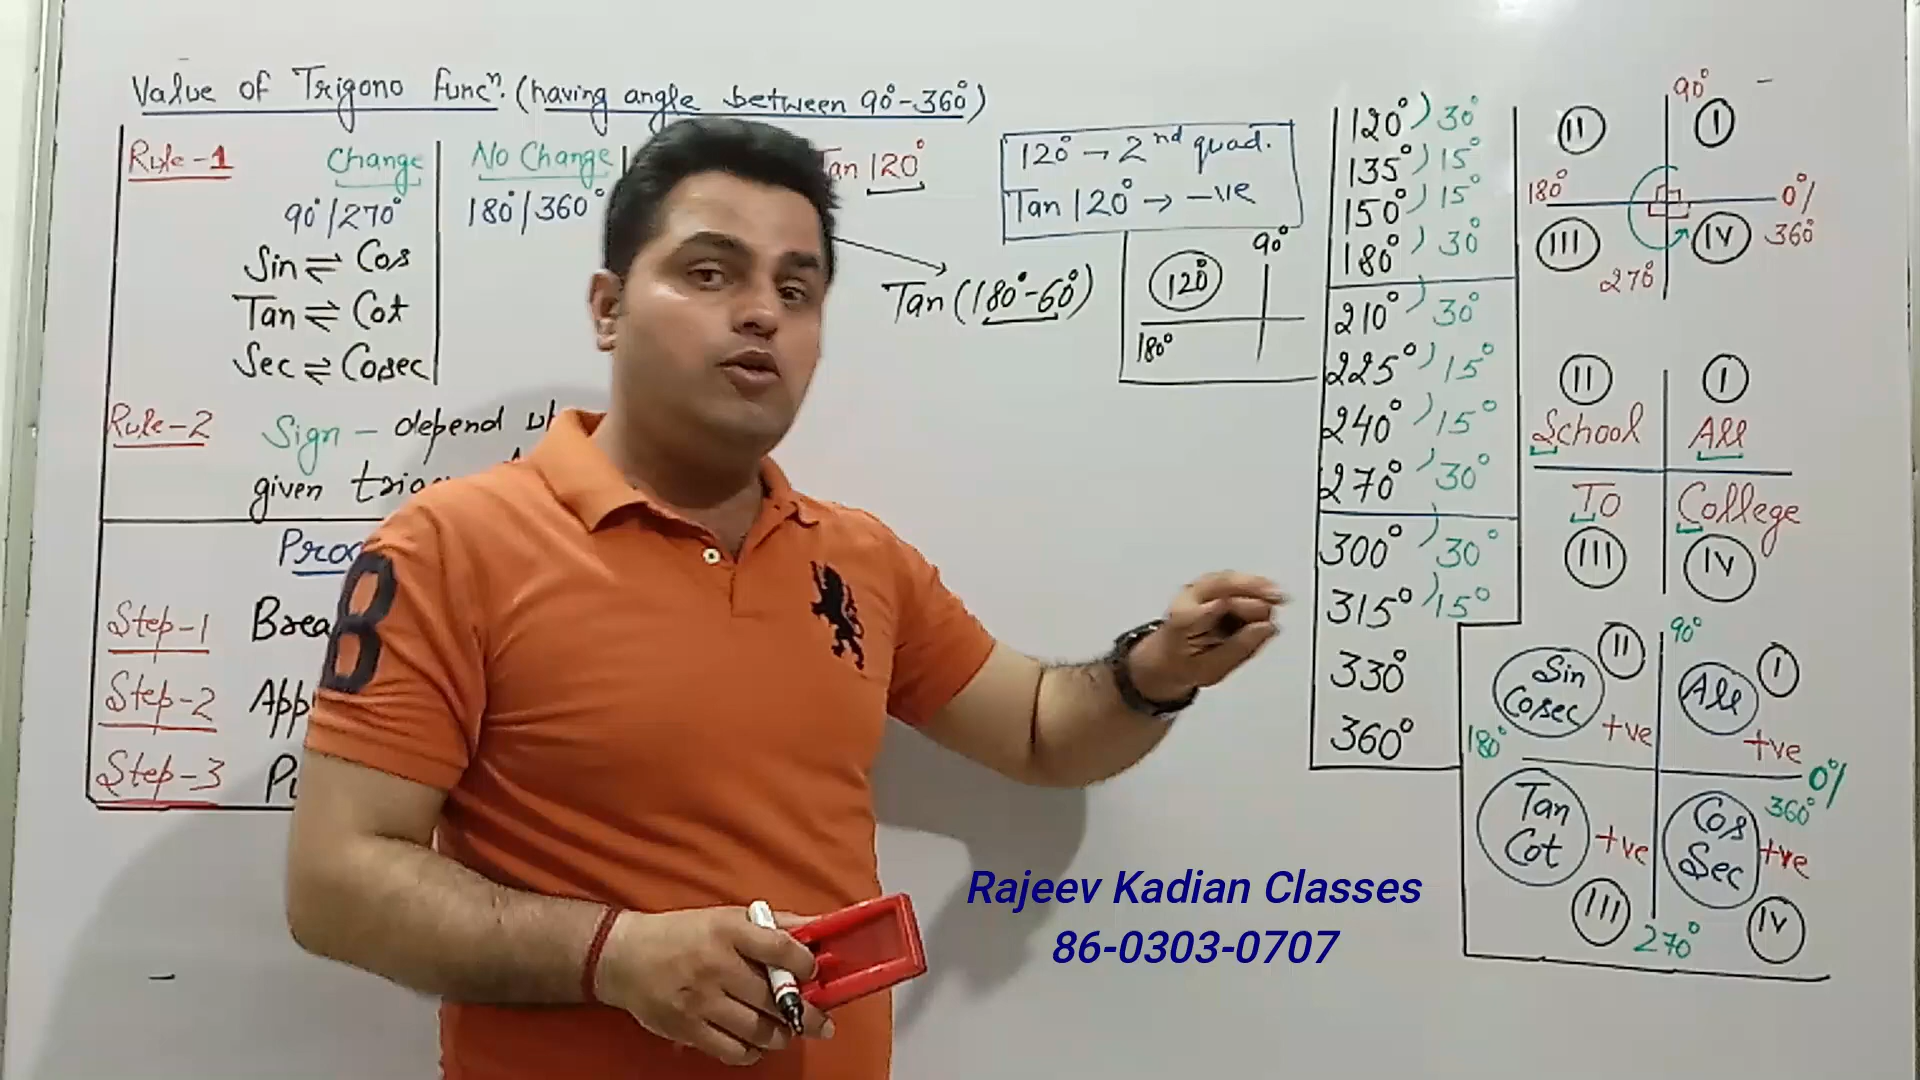 Value of Trigono funcⁿ. (having angle between 90°-360°)
Rule-1
Change
90°/270°
Sin ⇌ Cos
Tan ⇌ Cot
Sec ⇌ Cosec
No Change
180°/360°
Tan 120°
Tan (180°-60°)
Rule-2
Sign - depend
given
Step-1
Step-2
Step-3
120° → 2nd quad.
Tan 120° → -ve
90°
120°
180°
120° ) 30°
135° ) 15°
150° ) 15°
180° ) 30°
210° ) 30°
225° ) 15°
240° ) 15°
270° ) 30°
300° ) 30°
315° ) 15°
330°
360°
90°
II I
180° 0°/
III IV 360°
270°
II I
School All
To College
III IV
90°
II I
Sin All
Cosec +ve +ve
180° 0°/
360°
Tan Cos
Cot +ve Sec +ve
III IV
270°
8
Rajeev Kadian Classes
86-0303-0707